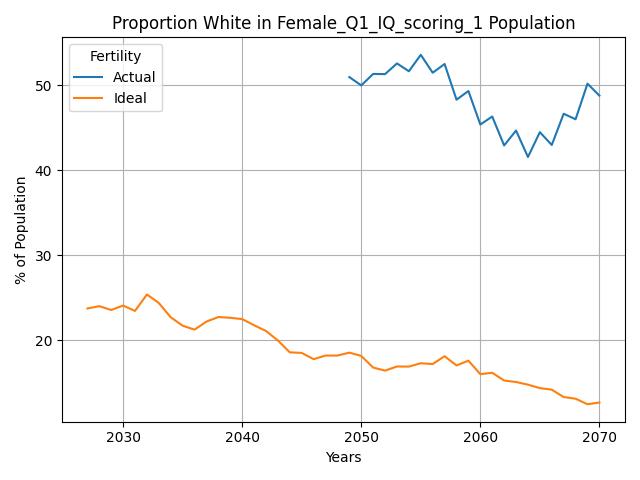 Proportion White in Female_Q1_IQ_scoring_1 Population
Fertility
Actual
Ideal
% of Population
50
40
30
20
2030
2040
2050
2060
2070
Years